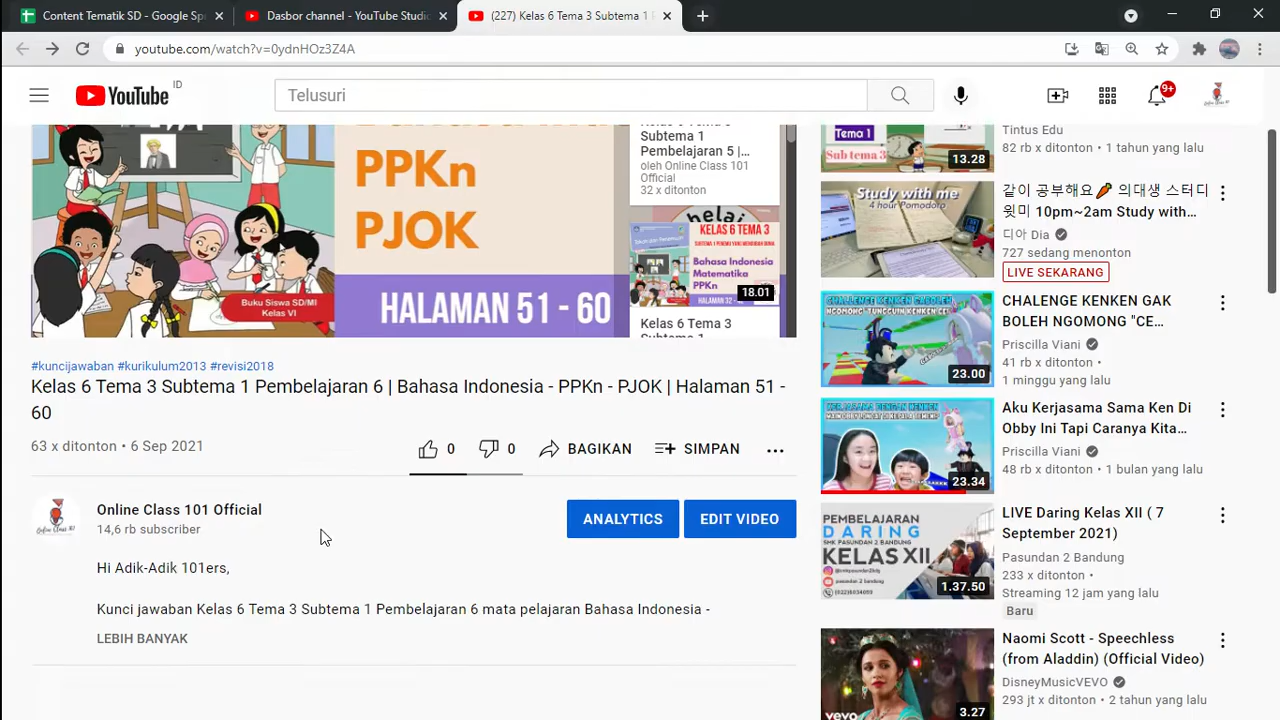 Content Tematik SD - Google Sp
Dasbor channel - YouTube Studio
(227) Kelas 6 Tema 3 Subtema 1
youtube.com/watch?v=0ydnHOz3Z4A
YouTube ID
Telusuri
9+
PPKn
PJOK
HALAMAN 51 - 60
Buku Siswa SD/MI
Kelas VI
Subtema 1
Pembelajaran 5 |...
oleh Online Class 101
Official
32 x ditonton
KELAS 6 TEMA 3
Bahasa Indonesia
Matematika
PPKn
18.01
Kelas 6 Tema 3
#kuncijawaban #kurikulum2013 #revisi2018
Kelas 6 Tema 3 Subtema 1 Pembelajaran 6 | Bahasa Indonesia - PPKn - PJOK | Halaman 51 -
60
63 x ditonton • 6 Sep 2021
0
0
BAGIKAN
SIMPAN
Online Class 101 Official
14,6 rb subscriber
ANALYTICS
EDIT VIDEO
Hi Adik-Adik 101ers,
Kunci jawaban Kelas 6 Tema 3 Subtema 1 Pembelajaran 6 mata pelajaran Bahasa Indonesia -
LEBIH BANYAK
Tema 1
Sub tema 3
13.28
Tintus Edu
82 rb x ditonton • 1 tahun yang lalu
Study with me
4 hour Pomodoro
같이 공부해요🥕 의대생 스터디
윗미 10pm~2am Study with...
디아 Dia
727 sedang menonton
LIVE SEKARANG
23.00
CHALENGE KENKEN GAK
BOLEH NGOMONG "CE...
Priscilla Viani
41 rb x ditonton •
1 minggu yang lalu
23.34
Aku Kerjasama Sama Ken Di
Obby Ini Tapi Caranya Kita...
Priscilla Viani
48 rb x ditonton • 1 bulan yang lalu
PEMBELAJARAN
DARING
SMK PASUNDAN 2 BANDUNG
KELAS XII
pasundan 2 bandung
1.37.50
LIVE Daring Kelas XII ( 7
September 2021)
Pasundan 2 Bandung
233 x ditonton •
Streaming 12 jam yang lalu
Baru
vevo
3.27
Naomi Scott - Speechless
(from Aladdin) (Official Video)
DisneyMusicVEVO
293 jt x ditonton • 2 tahun yang lalu